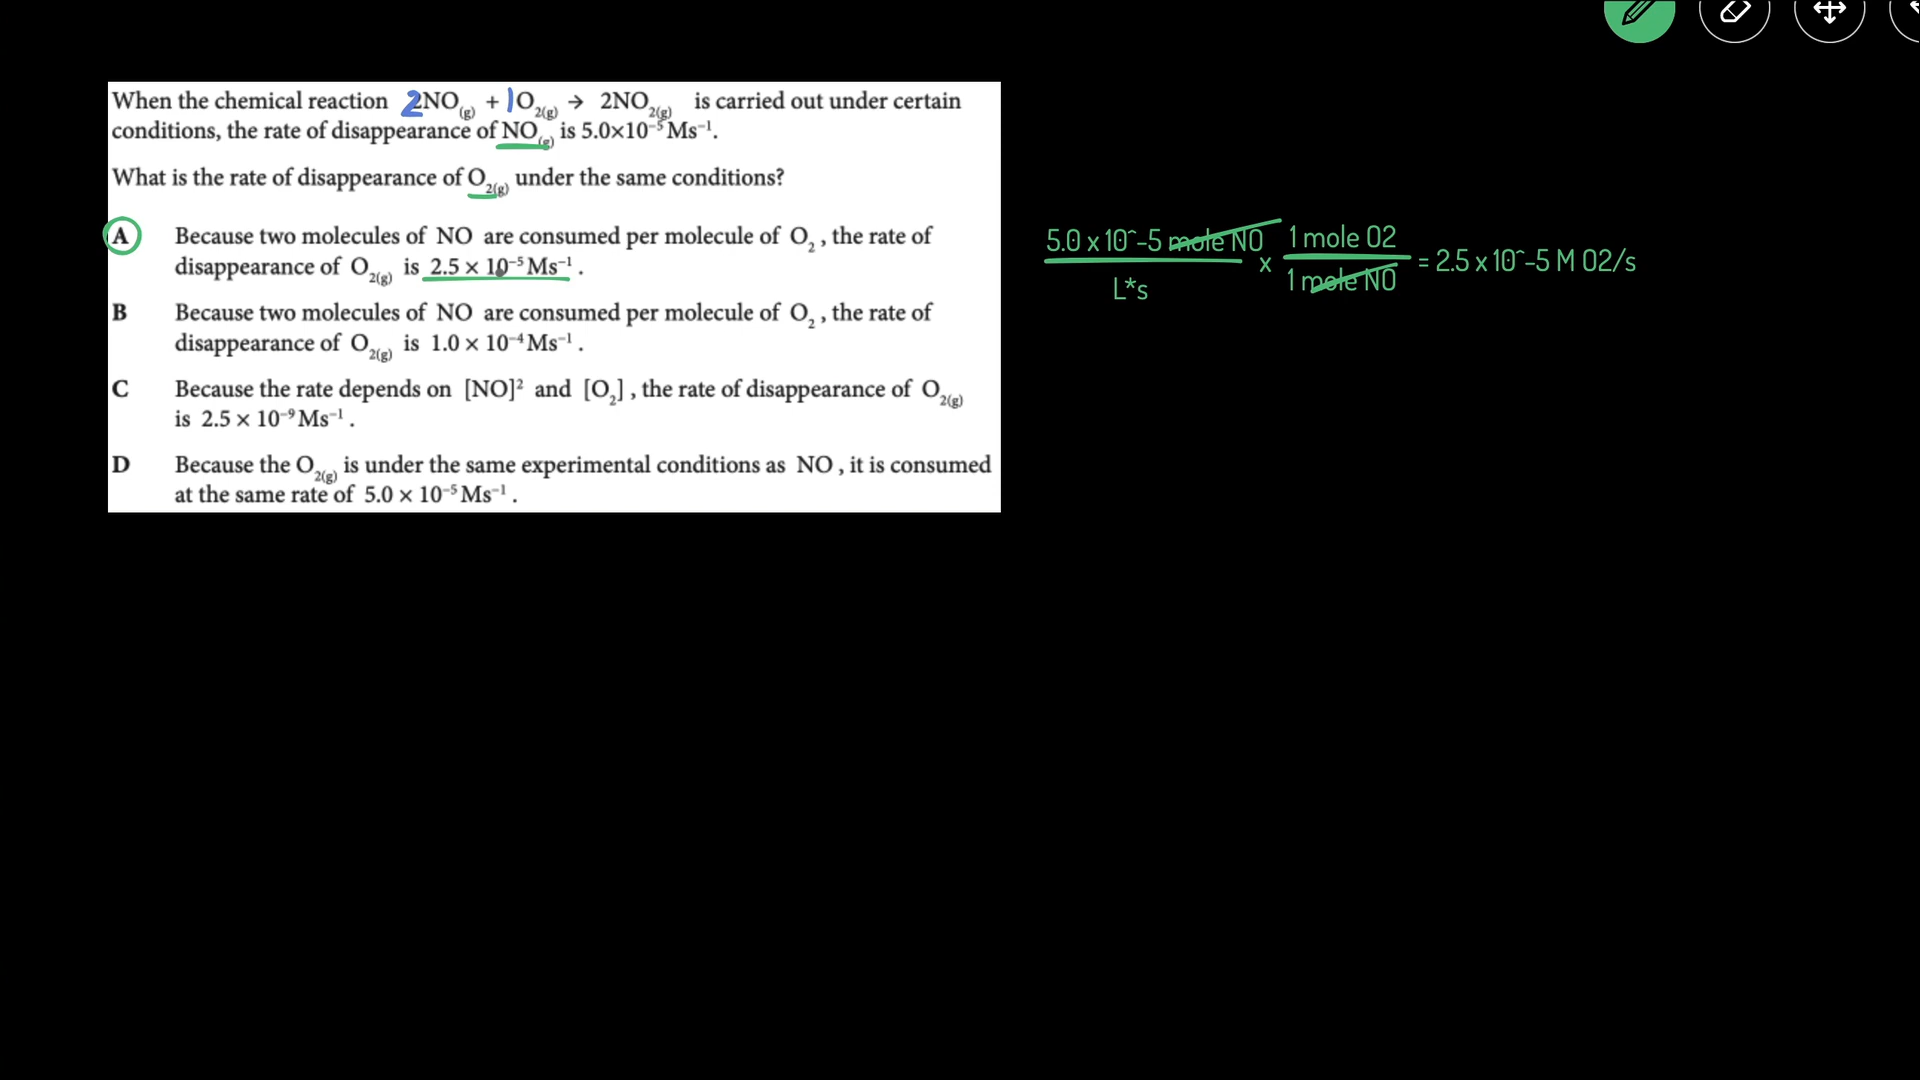 When the chemical reaction 2NO(g) + 1O2(g) → 2NO2(g) is carried out under certain
conditions, the rate of disappearance of NO(g) is 5.0×10⁻⁵ Ms⁻¹.
What is the rate of disappearance of O2(g) under the same conditions?
A Because two molecules of NO are consumed per molecule of O2, the rate of
disappearance of O2(g) is 2.5 × 10⁻⁵ Ms⁻¹.
B Because two molecules of NO are consumed per molecule of O2, the rate of
disappearance of O2(g) is 1.0 × 10⁻⁴ Ms⁻¹.
C Because the rate depends on [NO]² and [O2], the rate of disappearance of O2(g)
is 2.5 × 10⁻⁹ Ms⁻¹.
D Because the O2(g) is under the same experimental conditions as NO, it is consumed
at the same rate of 5.0 × 10⁻⁵ Ms⁻¹.
5.0 x 10^-5 mole NO
L*s
x
1 mole O2
1 mole NO
= 2.5 x 10^-5 M O2/s